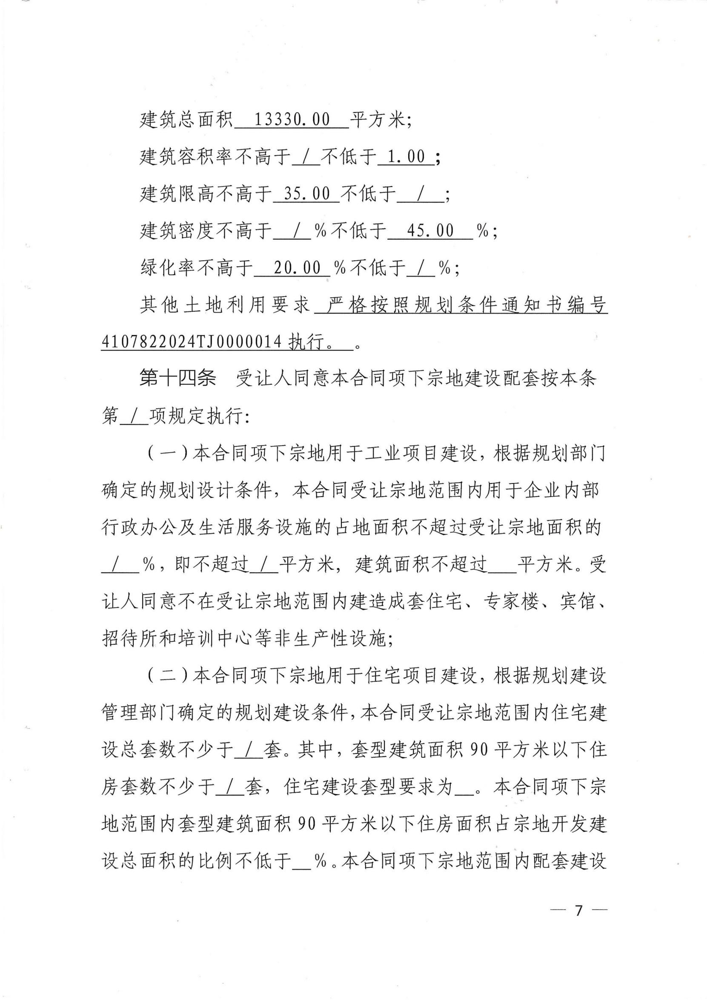 建筑总面积 13330.00 平方米;
建筑容积率不高于 / 不低于 1.00 ;
建筑限高不高于 35.00 不低于 / ;
建筑密度不高于 / %不低于 45.00 %;
绿化率不高于 20.00 %不低于 / %;
其他土地利用要求 严格按照规划条件通知书编号
4107822024TJ0000014 执行。 。
第十四条 受让人同意本合同项下宗地建设配套按本条
第 / 项规定执行:
(一)本合同项下宗地用于工业项目建设,根据规划部门
确定的规划设计条件,本合同受让宗地范围内用于企业内部
行政办公及生活服务设施的占地面积不超过受让宗地面积的
/ %,即不超过 / 平方米,建筑面积不超过___平方米。受
让人同意不在受让宗地范围内建造成套住宅、专家楼、宾馆、
招待所和培训中心等非生产性设施;
(二)本合同项下宗地用于住宅项目建设,根据规划建设
管理部门确定的规划建设条件,本合同受让宗地范围内住宅建
设总套数不少于 / 套。其中,套型建筑面积 90 平方米以下住
房套数不少于 / 套,住宅建设套型要求为__。本合同项下宗
地范围内套型建筑面积 90 平方米以下住房面积占宗地开发建
设总面积的比例不低于__%。本合同项下宗地范围内配套建设
— 7 —